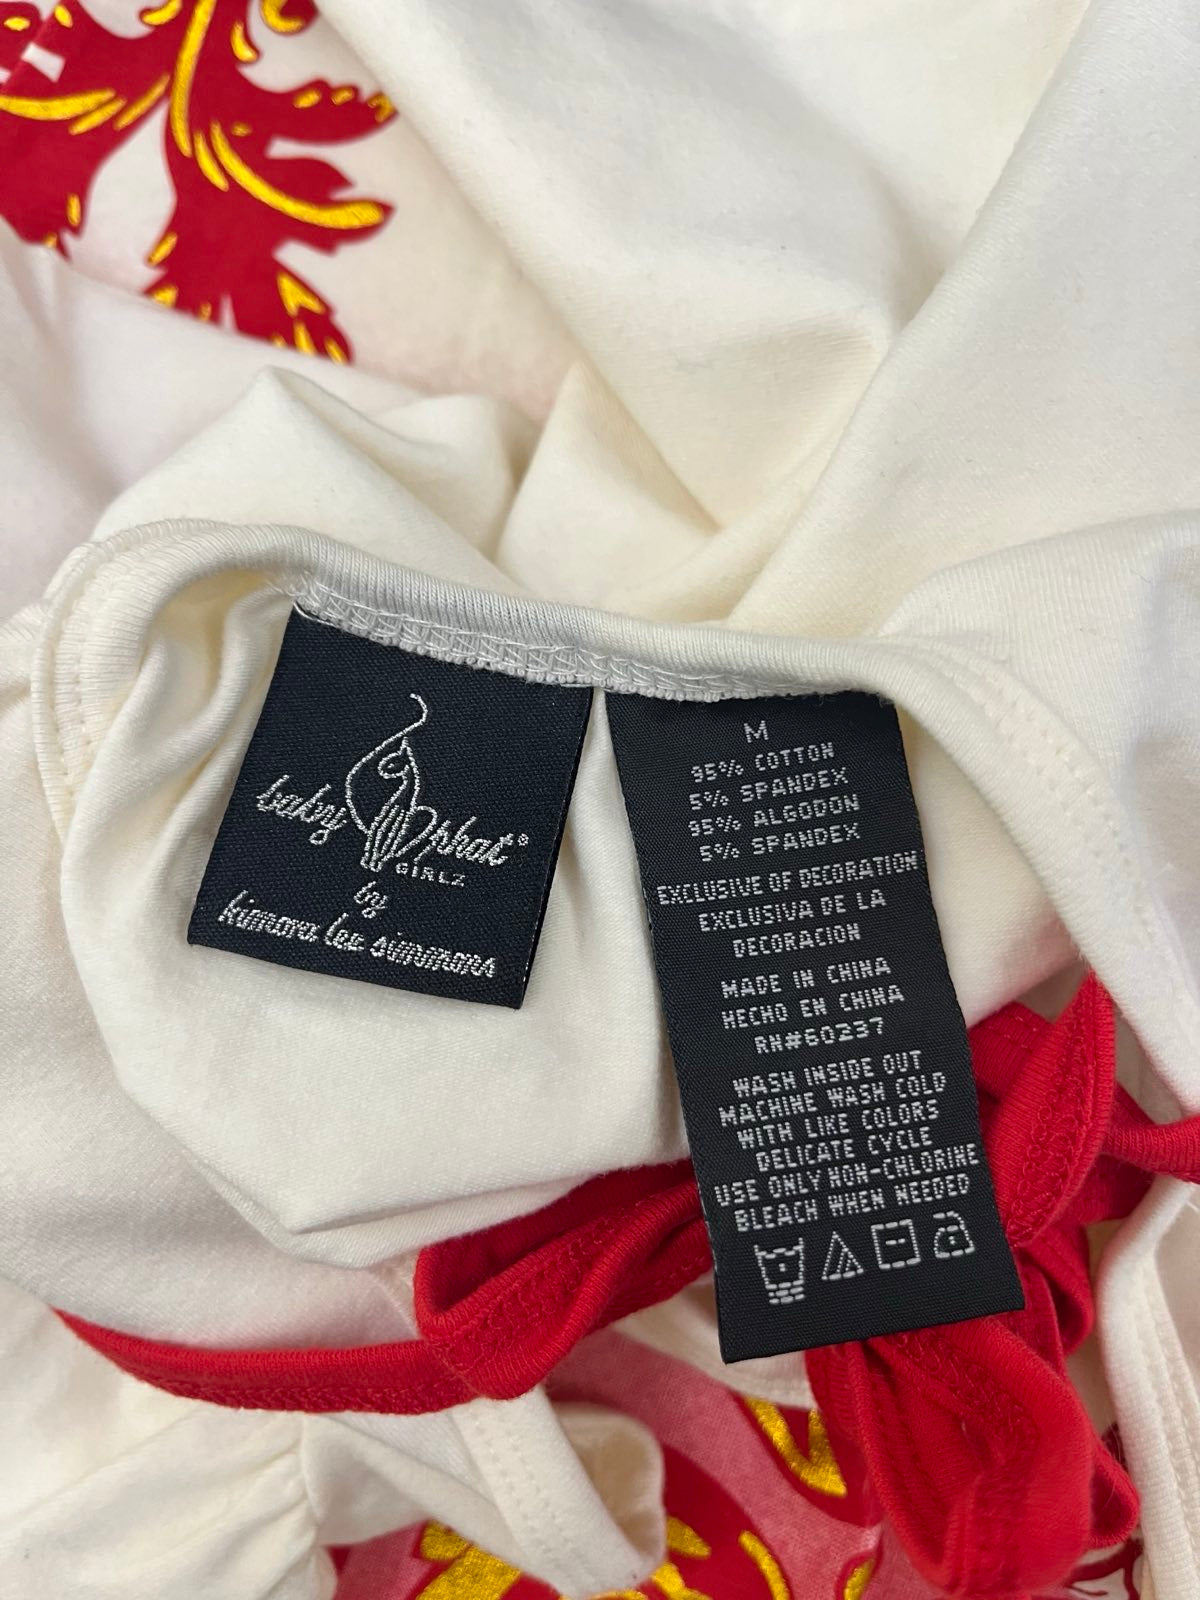 baby phat®
GIRLZ
by
kimora lee simmons
M
95% COTTON
5% SPANDEX
95% ALGODON
5% SPANDEX
EXCLUSIVE OF DECORATION
EXCLUSIVA DE LA
DECORACION
MADE IN CHINA
HECHO EN CHINA
RN#60237
WASH INSIDE OUT
MACHINE WASH COLD
WITH LIKE COLORS
DELICATE CYCLE
USE ONLY NON-CHLORINE
BLEACH WHEN NEEDED